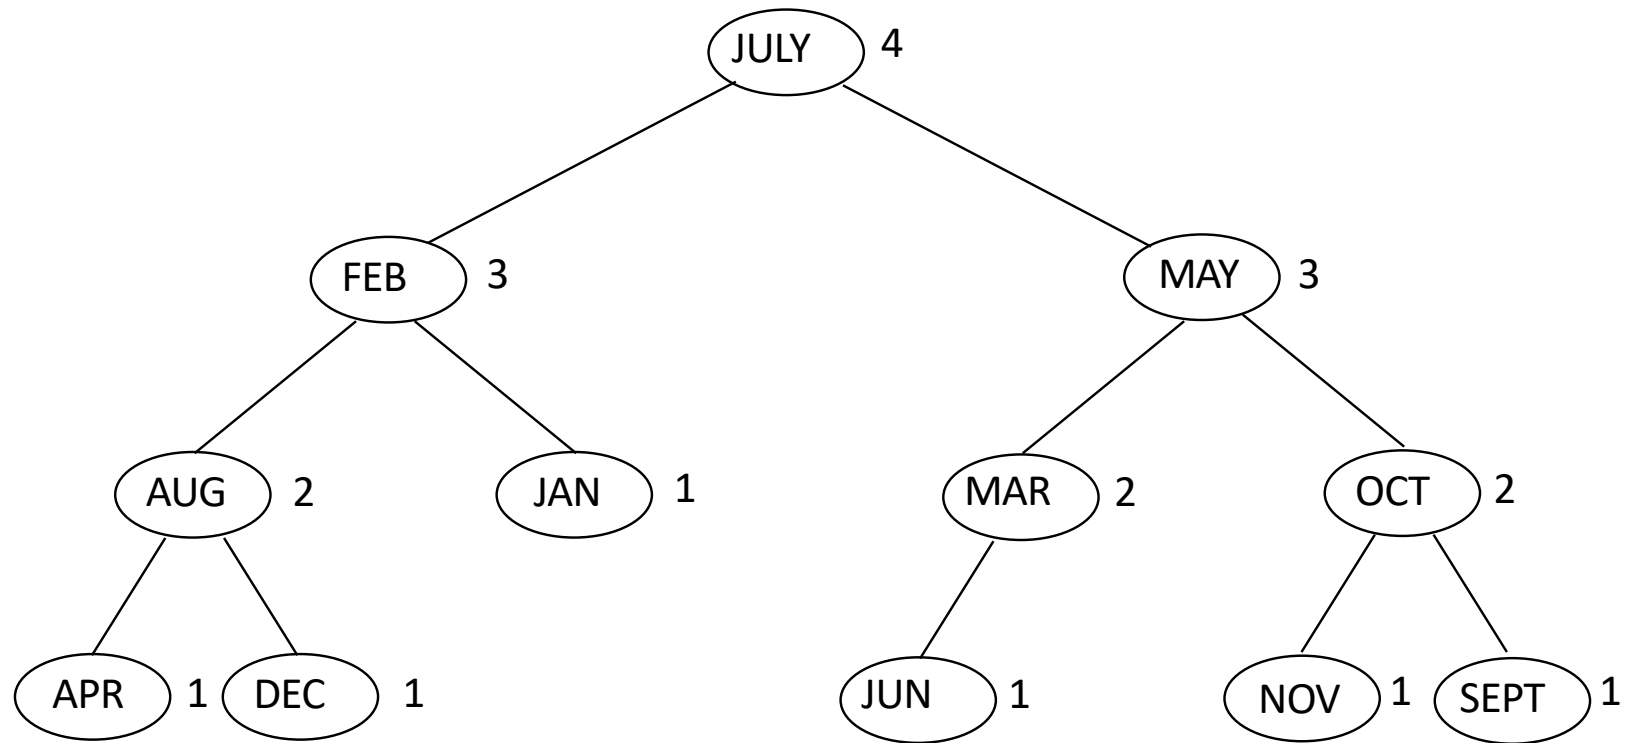 JULY 4
FEB 3 MAY 3
AUG 2 JAN 1 MAR 2 OCT 2
APR 1 DEC 1 JUN 1 NOV 1 SEPT 1